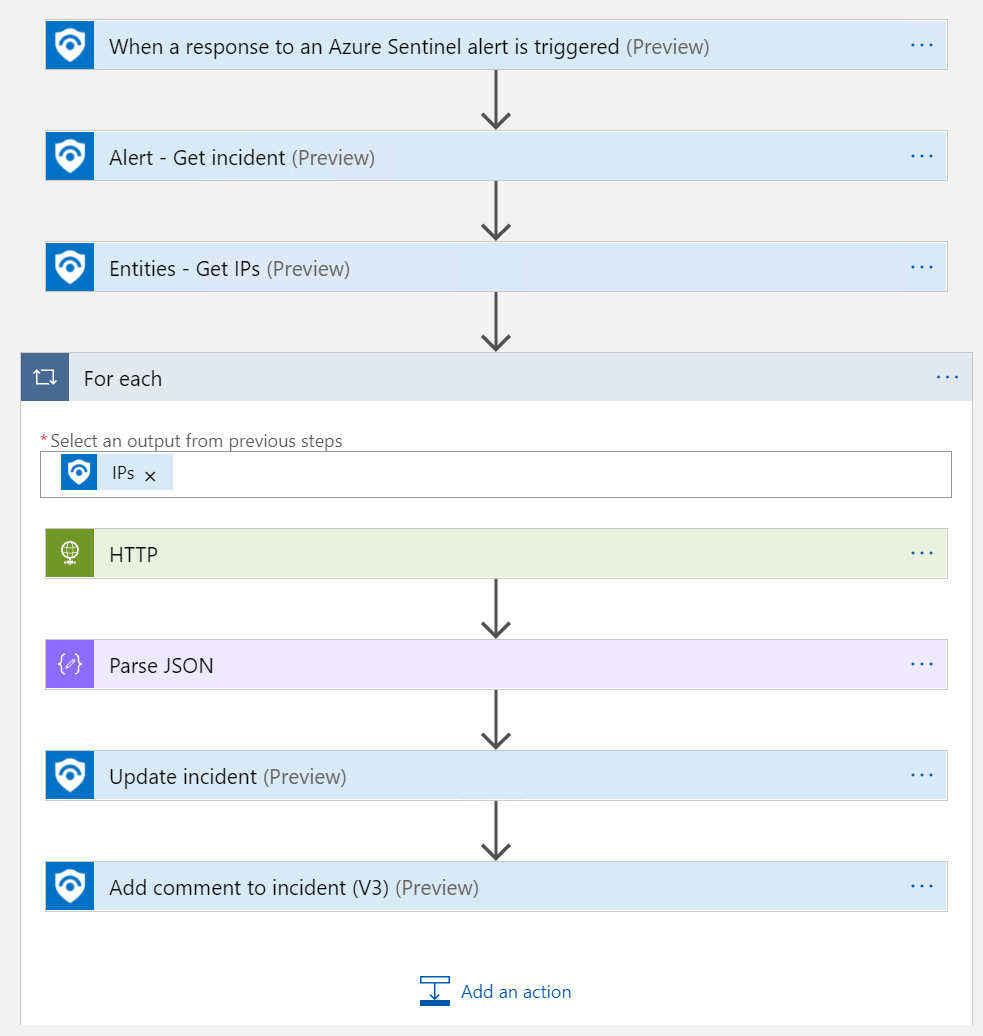 When a response to an Azure Sentinel alert is triggered (Preview)
Alert - Get incident (Preview)
Entities - Get IPs (Preview)
For each
*Select an output from previous steps
IPs
HTTP
Parse JSON
Update incident (Preview)
Add comment to incident (V3) (Preview)
Add an action